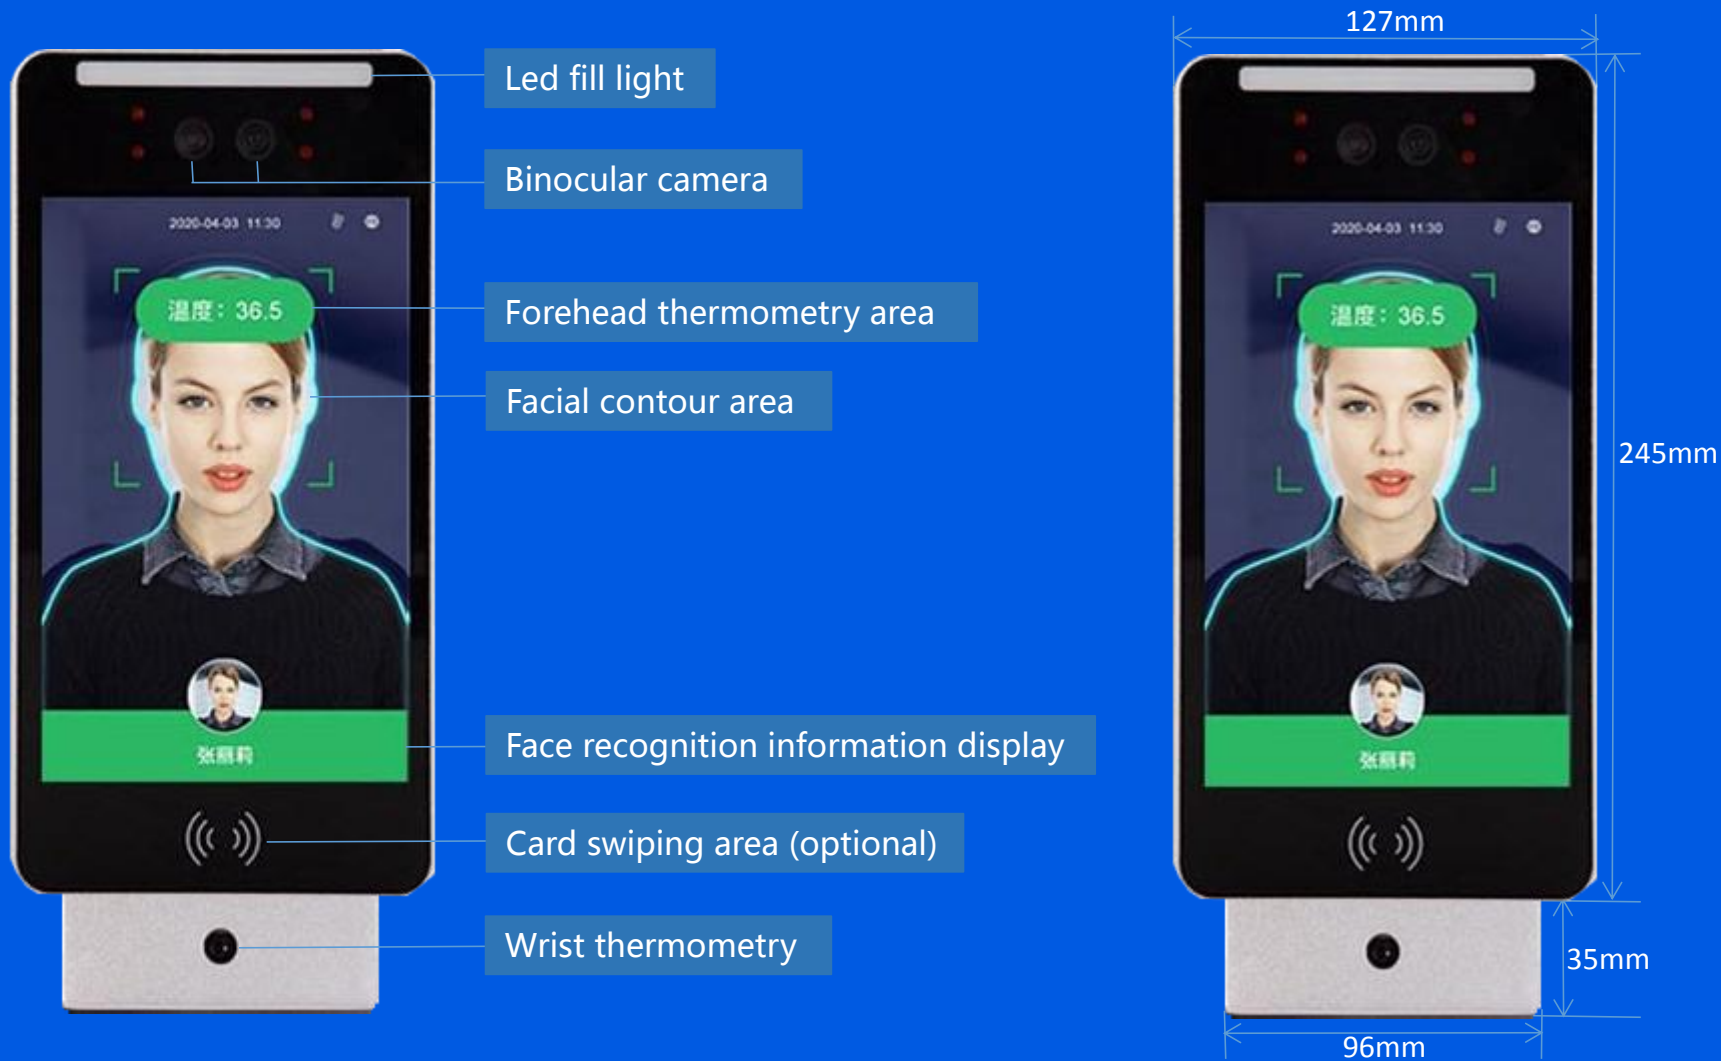 Led fill light
Binocular camera
2020-04-03 11:30
温度：36.5
Forehead thermometry area
Facial contour area
张丽莉
Face recognition information display
Card swiping area (optional)
Wrist thermometry
127mm
2020-04-03 11:30
温度：36.5
245mm
张丽莉
35mm
96mm